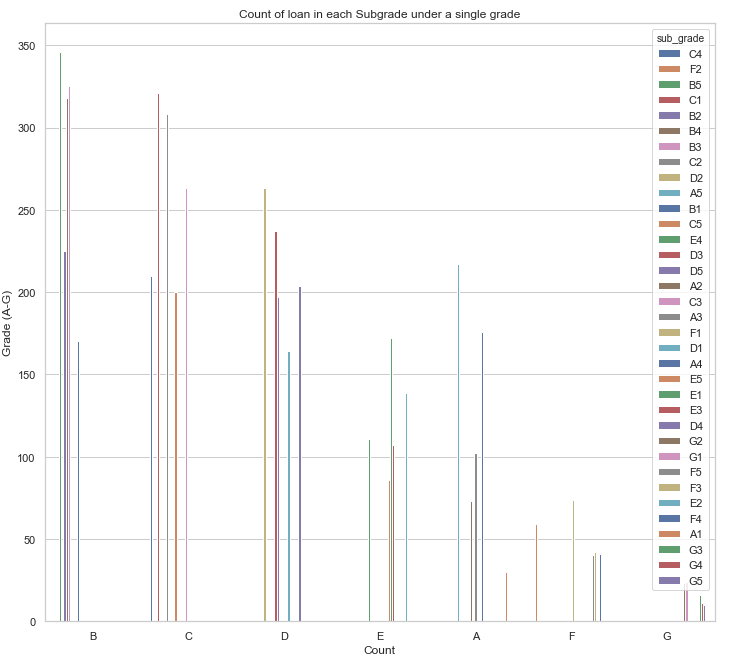 Count of loan in each Subgrade under a single grade
350
300
250
200
150
100
50
0
Grade (A-G)
B C D E A F G
Count
sub_grade
C4
F2
B5
C1
B2
B4
B3
C2
D2
A5
B1
C5
E4
D3
D5
A2
C3
A3
F1
D1
A4
E5
E1
E3
D4
G2
G1
F5
F3
E2
F4
A1
G3
G4
G5